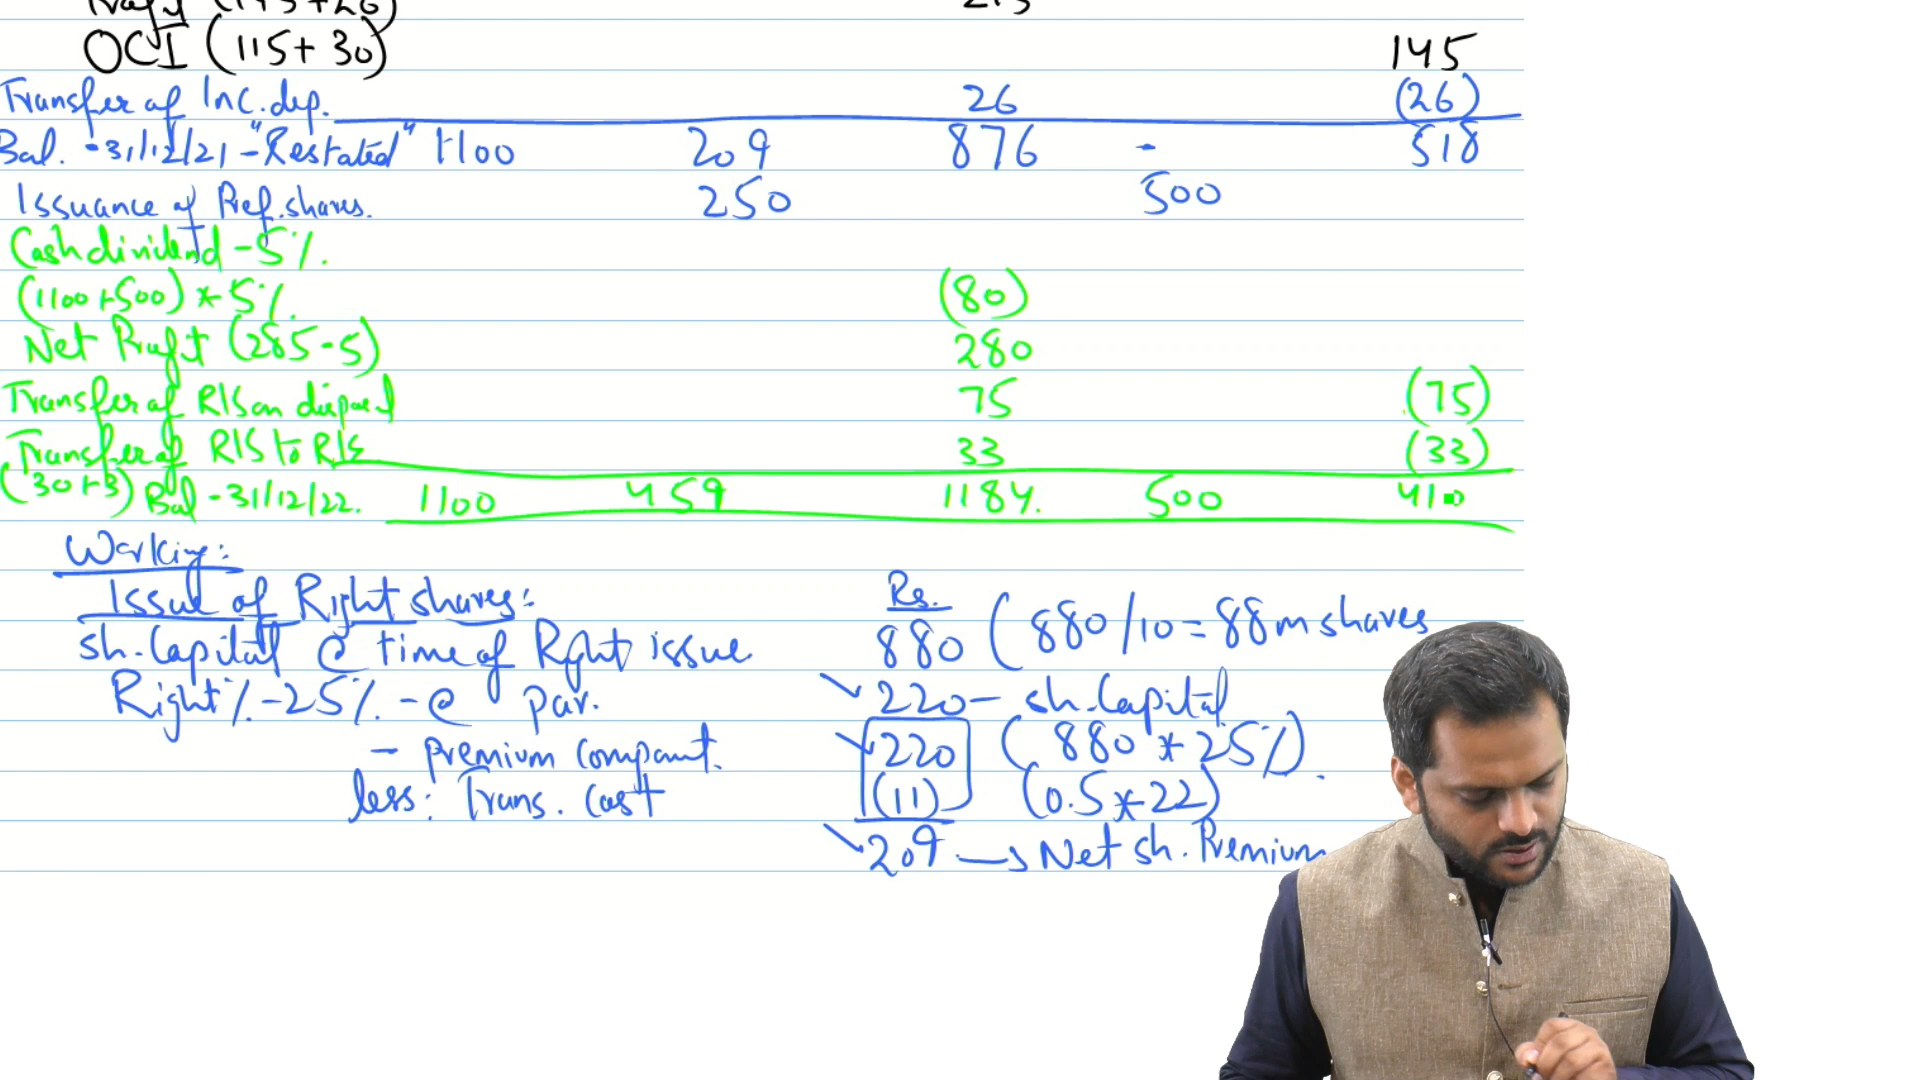 OCI (115+ 30) 145
Transfer of Inc. dep. 26 (26)
Bal. -31/12/21 - "Restated" 1100 209 876 - 518
Issuance of Pref. shares. 250 500
Cash dividend - 5%.
(1100+500) * 5% (80)
Net Profit (285-5) 280
Transfer of R/S on disposal 75 (75)
Transfer of R/S to R/E 33 (33)
(30+3) Bal -31/12/22. 1100 459 1184. 500 410
Working:
Issue of Right shares: Rs.
sh. Capital @ time of Right issue 880 (880/10 = 88m shares
Right % - 25% - @ par. 220 - sh. Capital
- premium component. 220 (880 * 25%).
less: Trans. Cost (11) (0.5 * 22)
209 → Net sh. Premium